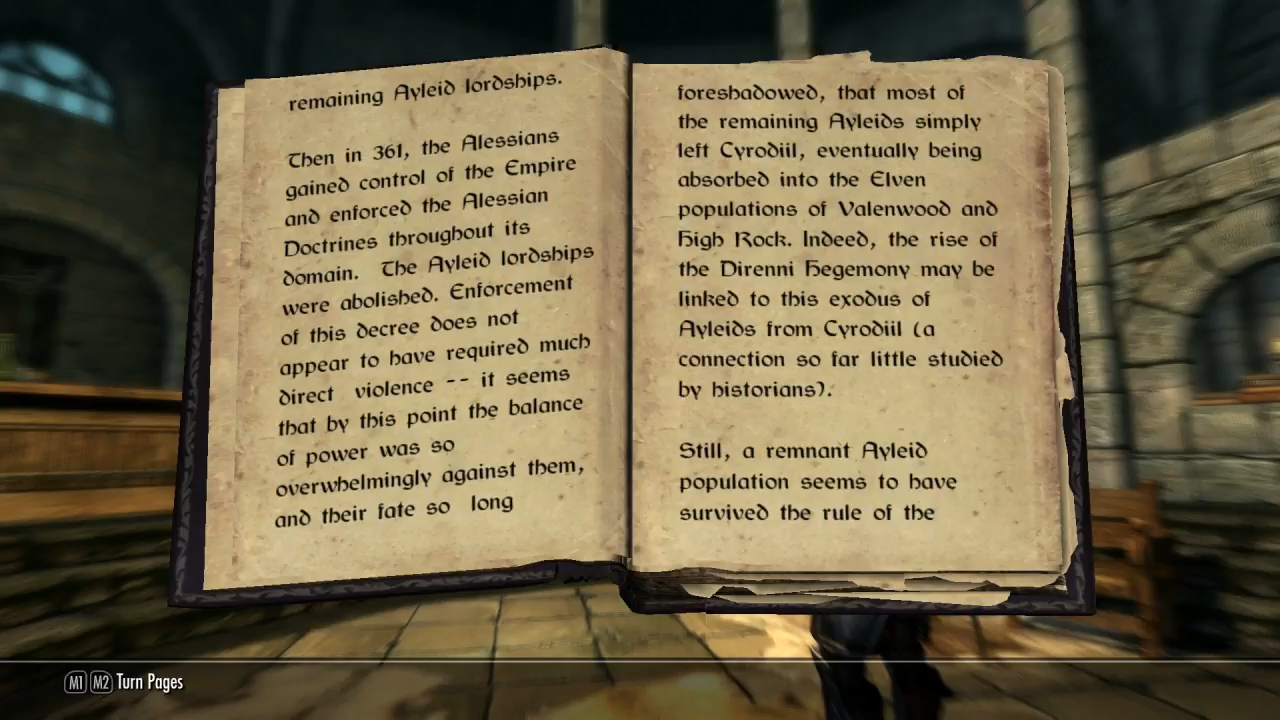 remaining Ayleid lordships.
Then in 361, the Alessians
gained control of the Empire
and enforced the Alessian
Doctrines throughout its
domain. The Ayleid lordships
were abolished. Enforcement
of this decree does not
appear to have required much
direct violence -- it seems
that by this point the balance
of power was so
overwhelmingly against them,
and their fate so long
foreshadowed, that most of
the remaining Ayleids simply
left Cyrodiil, eventually being
absorbed into the Elven
populations of Valenwood and
High Rock. Indeed, the rise of
the Direnni Hegemony may be
linked to this exodus of
Ayleids from Cyrodiil (a
connection so far little studied
by historians).
Still, a remnant Ayleid
population seems to have
survived the rule of the
M1 M2 Turn Pages